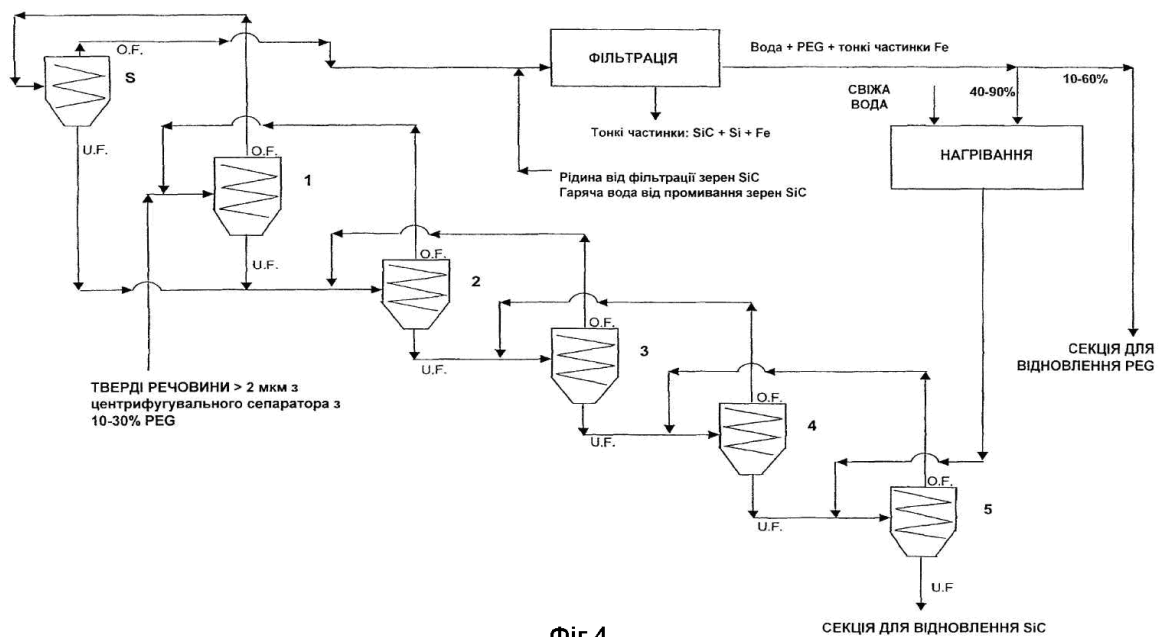 O.F.
S
U.F.
ФІЛЬТРАЦІЯ
Вода + PEG + тонкі частинки Fe
10-60%
40-90%
СВІЖА
ВОДА
Тонкі частинки: SiC + Si + Fe
НАГРІВАННЯ
Рідина від фільтрації зерен SiC
Гаряча вода від промивання зерен SiC
O.F.
1
U.F.
O.F.
2
U.F.
O.F.
3
U.F.
O.F.
4
U.F.
O.F.
5
U.F
ТВЕРДІ РЕЧОВИНИ > 2 мкм з
центрифугувального сепаратора з
10-30% PEG
СЕКЦІЯ ДЛЯ
ВІДНОВЛЕННЯ PEG
СЕКЦІЯ ДЛЯ ВІДНОВЛЕННЯ SiC
Фіг.4